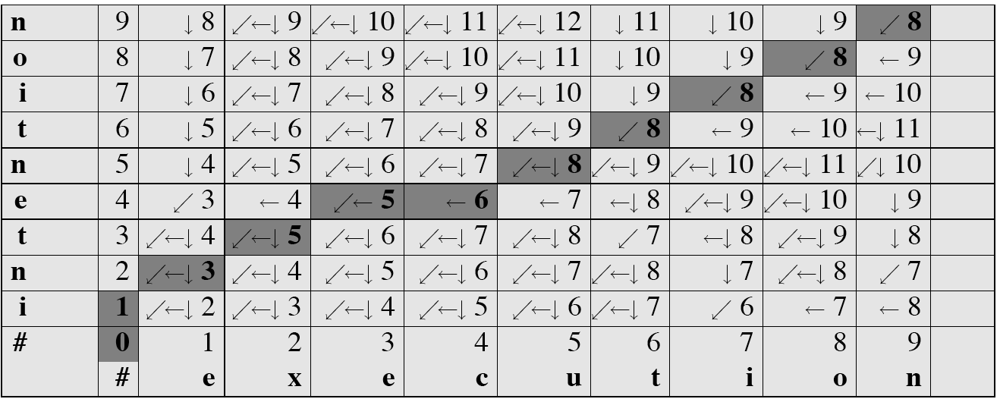 n 9 ↓ 8 ↙←↓ 9 ↙←↓ 10 ↙←↓ 11 ↙←↓ 12 ↓ 11 ↓ 10 ↓ 9 ↙ 8
o 8 ↓ 7 ↙←↓ 8 ↙←↓ 9 ↙←↓ 10 ↙←↓ 11 ↓ 10 ↓ 9 ↙ 8 ← 9
i 7 ↓ 6 ↙←↓ 7 ↙←↓ 8 ↙←↓ 9 ↙←↓ 10 ↓ 9 ↙ 8 ← 9 ← 10
t 6 ↓ 5 ↙←↓ 6 ↙←↓ 7 ↙←↓ 8 ↙←↓ 9 ↙ 8 ← 9 ← 10 ←↓ 11
n 5 ↓ 4 ↙←↓ 5 ↙←↓ 6 ↙←↓ 7 ↙←↓ 8 ↙←↓ 9 ↙←↓ 10 ↙←↓ 11 ↙↓ 10
e 4 ↙ 3 ← 4 ↙← 5 ← 6 ← 7 ←↓ 8 ↙←↓ 9 ↙←↓ 10 ↓ 9
t 3 ↙←↓ 4 ↙←↓ 5 ↙←↓ 6 ↙←↓ 7 ↙←↓ 8 ↙ 7 ←↓ 8 ↙←↓ 9 ↓ 8
n 2 ↙←↓ 3 ↙←↓ 4 ↙←↓ 5 ↙←↓ 6 ↙←↓ 7 ↙←↓ 8 ↓ 7 ↙←↓ 8 ↙ 7
i 1 ↙←↓ 2 ↙←↓ 3 ↙←↓ 4 ↙←↓ 5 ↙←↓ 6 ↙←↓ 7 ↙ 6 ← 7 ← 8
# 0 1 2 3 4 5 6 7 8 9
# e x e c u t i o n